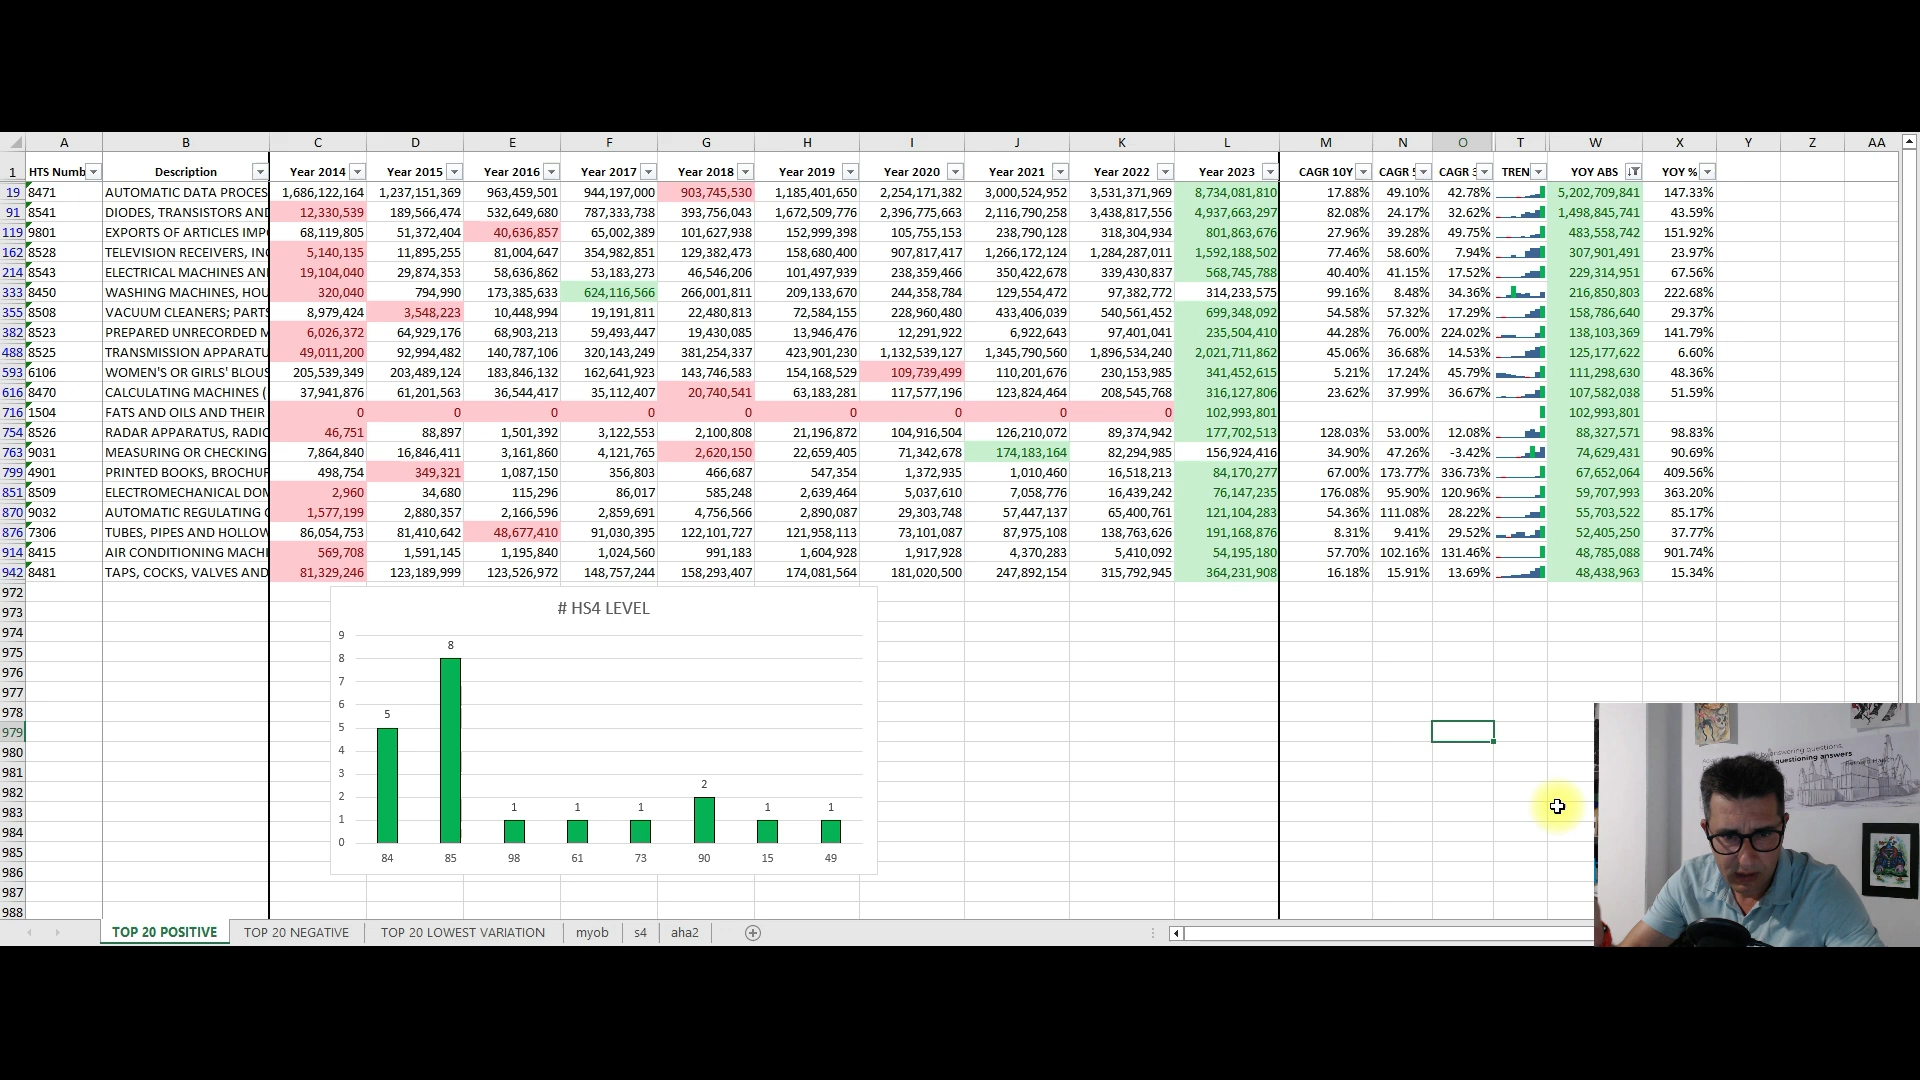 A B C D E F G H I J K L M N O T W X Y Z AA
1 HTS Numb Description Year 2014 Year 2015 Year 2016 Year 2017 Year 2018 Year 2019 Year 2020 Year 2021 Year 2022 Year 2023 CAGR 10Y CAGR 5 CAGR 3 TREN YOY ABS YOY %
19 8471 AUTOMATIC DATA PROCES 1,686,122,164 1,237,151,369 963,459,501 944,197,000 903,745,530 1,185,401,650 2,254,171,382 3,000,524,952 3,531,371,969 8,734,081,810 17.88% 49.10% 42.78% 5,202,709,841 147.33%
91 8541 DIODES, TRANSISTORS AND 12,330,539 189,566,474 532,649,680 787,333,738 393,756,043 1,672,509,776 2,396,775,663 2,116,790,258 3,438,817,556 4,937,663,297 82.08% 24.17% 32.62% 1,498,845,741 43.59%
119 9801 EXPORTS OF ARTICLES IMP 68,119,805 51,372,404 40,636,857 65,002,389 101,627,938 152,999,398 105,755,153 238,790,128 318,304,934 801,863,676 27.96% 39.28% 49.75% 483,558,742 151.92%
162 8528 TELEVISION RECEIVERS, INC 5,140,135 11,895,255 81,004,647 354,982,851 129,382,473 158,680,400 907,817,417 1,266,172,124 1,284,287,011 1,592,188,502 77.46% 58.60% 7.94% 307,901,491 23.97%
214 8543 ELECTRICAL MACHINES AN 19,104,040 29,874,353 58,636,862 53,183,273 46,546,206 101,497,939 238,359,466 350,422,678 339,430,837 568,745,788 40.40% 41.15% 17.52% 229,314,951 67.56%
333 8450 WASHING MACHINES, HOU 320,040 794,990 173,385,633 624,116,566 266,001,811 209,133,670 244,358,784 129,554,472 97,382,772 314,233,575 99.16% 8.48% 34.36% 216,850,803 222.68%
355 8508 VACUUM CLEANERS; PARTS 8,979,424 3,548,223 10,448,994 19,191,811 22,480,813 72,584,155 228,960,480 433,406,039 540,561,452 699,348,092 54.58% 57.32% 17.29% 158,786,640 29.37%
382 8523 PREPARED UNRECORDED M 6,026,372 64,929,176 68,903,213 59,493,447 19,430,085 13,946,476 12,291,922 6,922,643 97,401,041 235,504,410 44.28% 76.00% 224.02% 138,103,369 141.79%
488 8525 TRANSMISSION APPARATU 49,011,200 92,994,482 140,787,106 320,143,249 381,254,337 423,901,230 1,132,539,127 1,345,790,560 1,896,534,240 2,021,711,862 45.06% 36.68% 14.53% 125,177,622 6.60%
593 6106 WOMEN'S OR GIRLS' BLOUS 205,539,349 203,489,124 183,846,132 162,641,923 143,746,583 154,168,529 109,739,499 110,201,676 230,153,985 341,452,615 5.21% 17.24% 45.79% 111,298,630 48.36%
616 8470 CALCULATING MACHINES ( 37,941,876 61,201,563 36,544,417 35,112,407 20,740,541 63,183,281 117,577,196 123,824,464 208,545,768 316,127,806 23.62% 37.99% 36.67% 107,582,038 51.59%
716 1504 FATS AND OILS AND THEIR 0 0 0 0 0 0 0 0 0 102,993,801 102,993,801
754 8526 RADAR APPARATUS, RADIO 46,751 88,897 1,501,392 3,122,553 2,100,808 21,196,872 104,916,504 126,210,072 89,374,942 177,702,513 128.03% 53.00% 12.08% 88,327,571 98.83%
763 9031 MEASURING OR CHECKING 7,864,840 16,846,411 3,161,860 4,121,765 2,620,150 22,659,405 71,342,678 174,183,164 82,294,985 156,924,416 34.90% 47.26% -3.42% 74,629,431 90.69%
799 4901 PRINTED BOOKS, BROCHUR 498,754 349,321 1,087,150 356,803 466,687 547,354 1,372,935 1,010,460 16,518,213 84,170,277 67.00% 173.77% 336.73% 67,652,064 409.56%
851 8509 ELECTROMECHANICAL DOM 2,960 34,680 115,296 86,017 585,248 2,639,464 5,037,610 7,058,776 16,439,242 76,147,235 176.08% 95.90% 120.96% 59,707,993 363.20%
870 9032 AUTOMATIC REGULATING C 1,577,199 2,880,357 2,166,596 2,859,691 4,756,566 2,890,087 29,303,748 57,447,137 65,400,761 121,104,283 54.36% 111.08% 28.22% 55,703,522 85.17%
876 7306 TUBES, PIPES AND HOLLOW 86,054,753 81,410,642 48,677,410 91,030,395 122,101,727 121,958,113 73,101,087 87,975,108 138,763,626 191,168,876 8.31% 9.41% 29.52% 52,405,250 37.77%
914 8415 AIR CONDITIONING MACHI 569,708 1,591,145 1,195,840 1,024,560 991,183 1,604,928 1,917,928 4,370,283 5,410,092 54,195,180 57.70% 102.16% 131.46% 48,785,088 901.74%
942 8481 TAPS, COCKS, VALVES AND 81,329,246 123,189,999 123,526,972 148,757,244 158,293,407 174,081,564 181,020,500 247,892,154 315,792,945 364,231,908 16.18% 15.91% 13.69% 48,438,963 15.34%
972
973
974
975
976
977
978
979
980
981
982
983
984
985
986
987
988
# HS4 LEVEL
9
8
7
6
5
4
3
2
1
0
5 8 1 1 1 2 1 1
84 85 98 61 73 90 15 49
by answering questions,
questioning answers
TOP 20 POSITIVE TOP 20 NEGATIVE TOP 20 LOWEST VARIATION myob s4 aha2